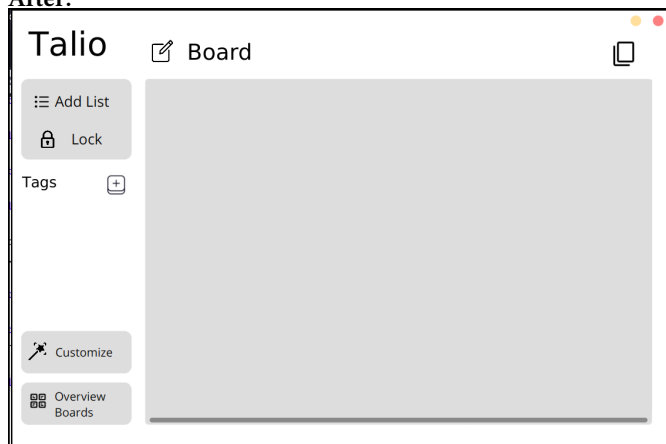 After:
Talio
Board
Add List
Lock
Tags
Customize
Overview
Boards